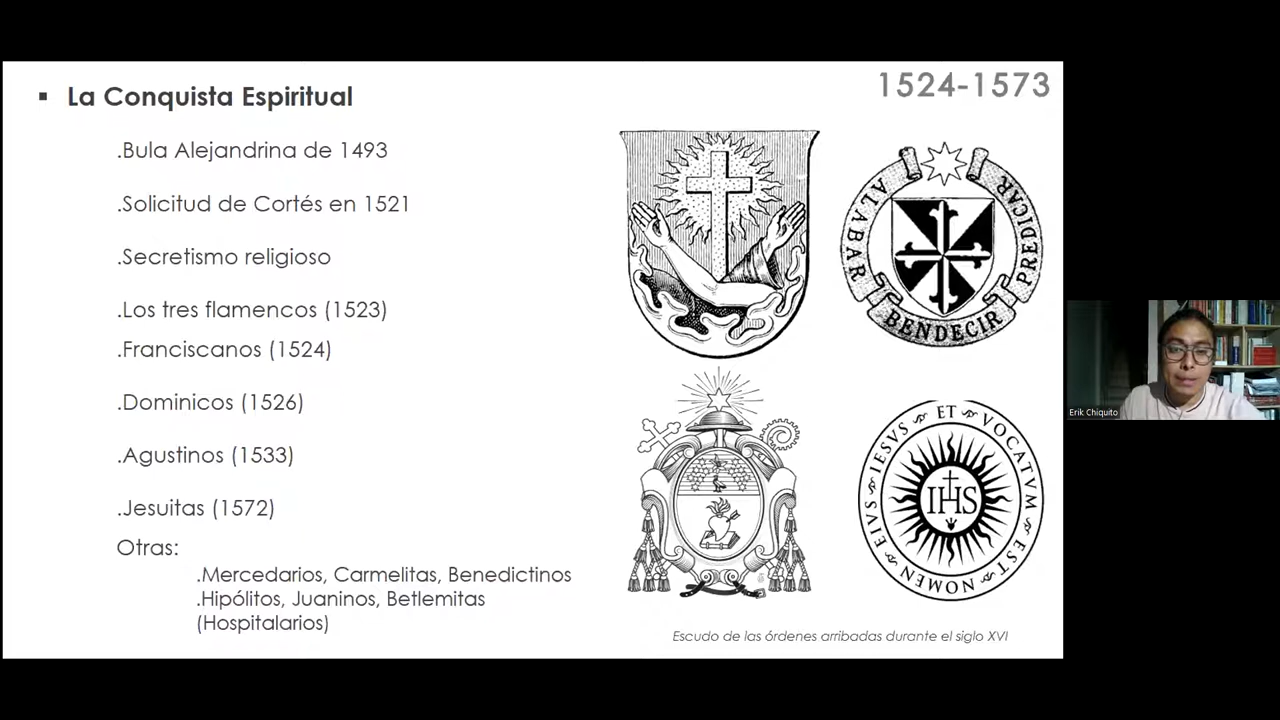 ▪ La Conquista Espiritual
1524-1573
.Bula Alejandrina de 1493
.Solicitud de Cortés en 1521
.Secretismo religioso
.Los tres flamencos (1523)
.Franciscanos (1524)
.Dominicos (1526)
.Agustinos (1533)
.Jesuitas (1572)
Otras:
.Mercedarios, Carmelitas, Benedictinos
.Hipólitos, Juaninos, Betlemitas
(Hospitalarios)
ALABAR
BENDECIR
PREDICAR
ET VOCATVM EST NOMEN EIVS IESVS
IHS
Escudo de las órdenes arribadas durante el siglo XVI
Erik Chiquito